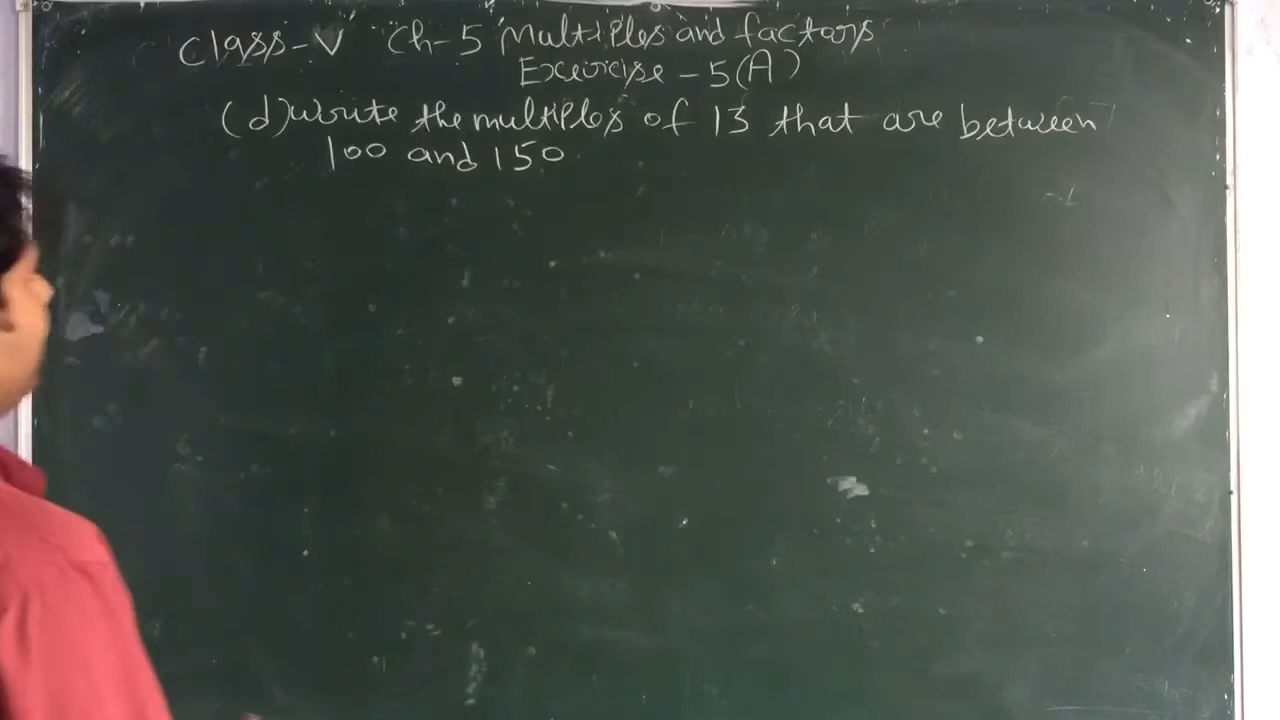 Class-V Ch-5 Multiples and factors
Exercise - 5(A)
(d) Write the multiples of 13 that are between
100 and 150.